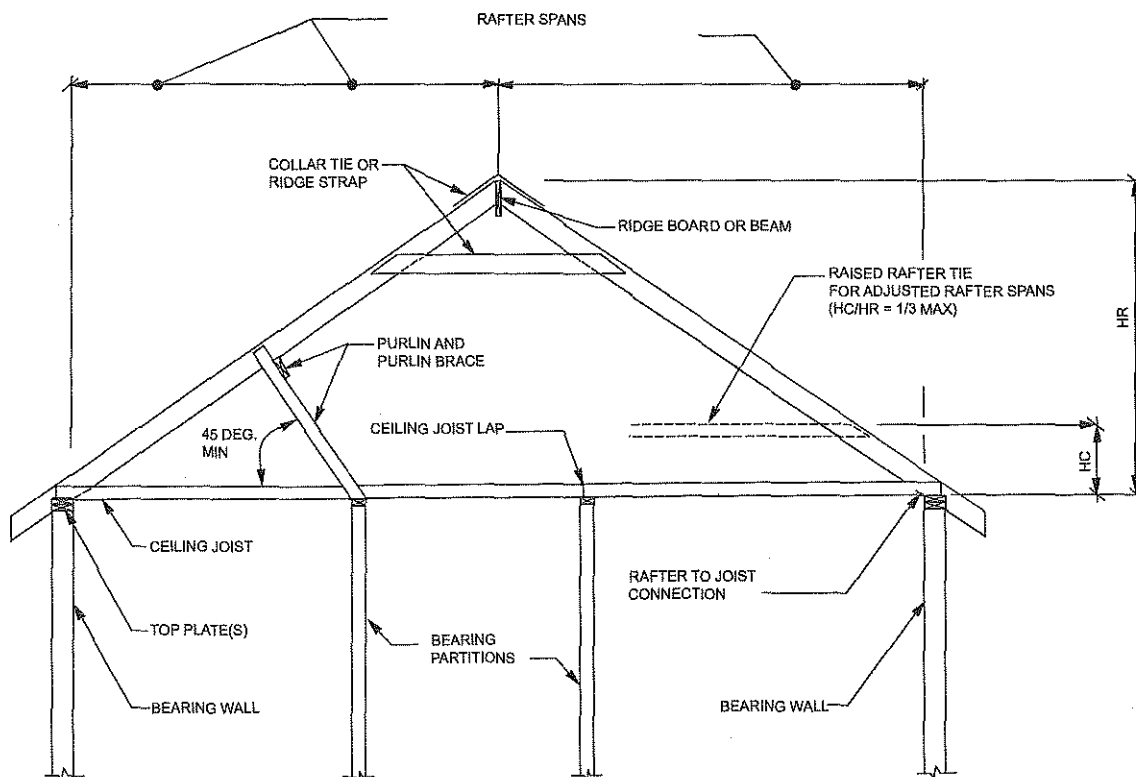 RAFTER SPANS
COLLAR TIE OR
RIDGE STRAP
RIDGE BOARD OR BEAM
RAISED RAFTER TIE
FOR ADJUSTED RAFTER SPANS
(HC/HR = 1/3 MAX)
HR
PURLIN AND
PURLIN BRACE
45 DEG.
MIN
CEILING JOIST LAP
HC
CEILING JOIST
RAFTER TO JOIST
CONNECTION
TOP PLATE(S)
BEARING
PARTITIONS
BEARING WALL
BEARING WALL